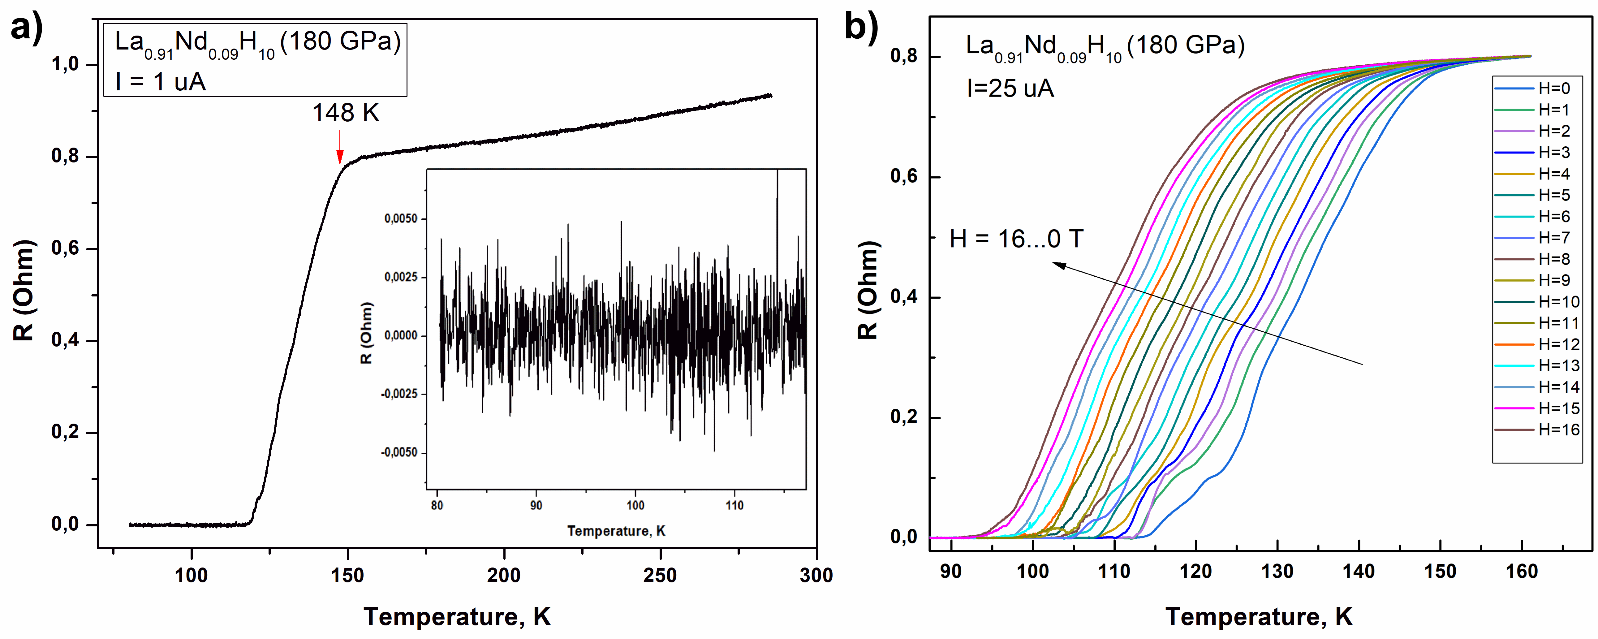 a)
La0.91Nd0.09H10 (180 GPa)
I = 1 uA
148 K
1,0
0,8
0,6
0,4
0,2
0,0
R (Ohm)
100 150 200 250 300
Temperature, K
0,0050
0,0025
0,0000
-0,0025
-0,0050
R (Ohm)
80 90 100 110
Temperature, K
b)
La0.91Nd0.09H10 (180 GPa)
I=25 uA
H = 16...0 T
0,8
0,6
0,4
0,2
0,0
R (Ohm)
90 100 110 120 130 140 150 160
Temperature, K
H=0
H=1
H=2
H=3
H=4
H=5
H=6
H=7
H=8
H=9
H=10
H=11
H=12
H=13
H=14
H=15
H=16